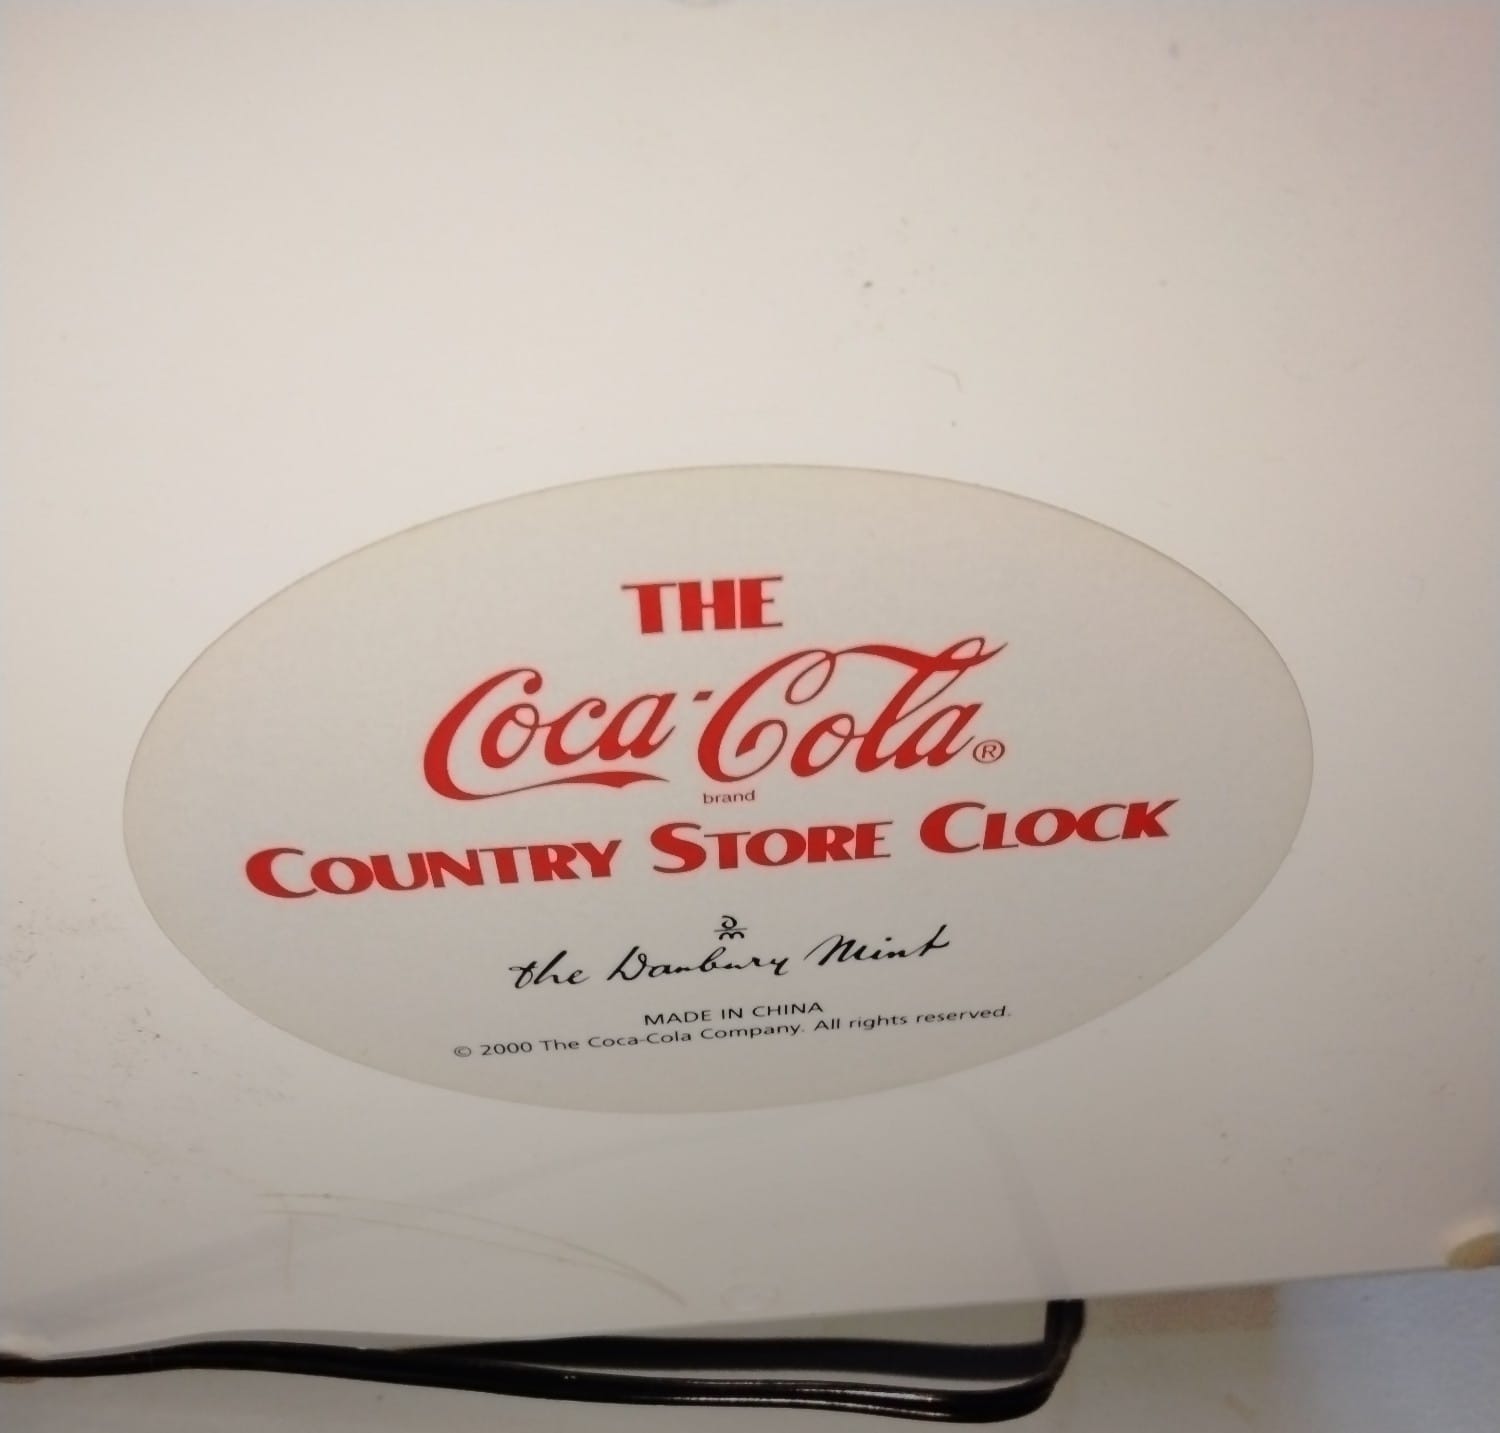 THE
Coca-Cola®
brand
COUNTRY STORE CLOCK
DM
the Danbury Mint
MADE IN CHINA
© 2000 The Coca-Cola Company. All rights reserved.